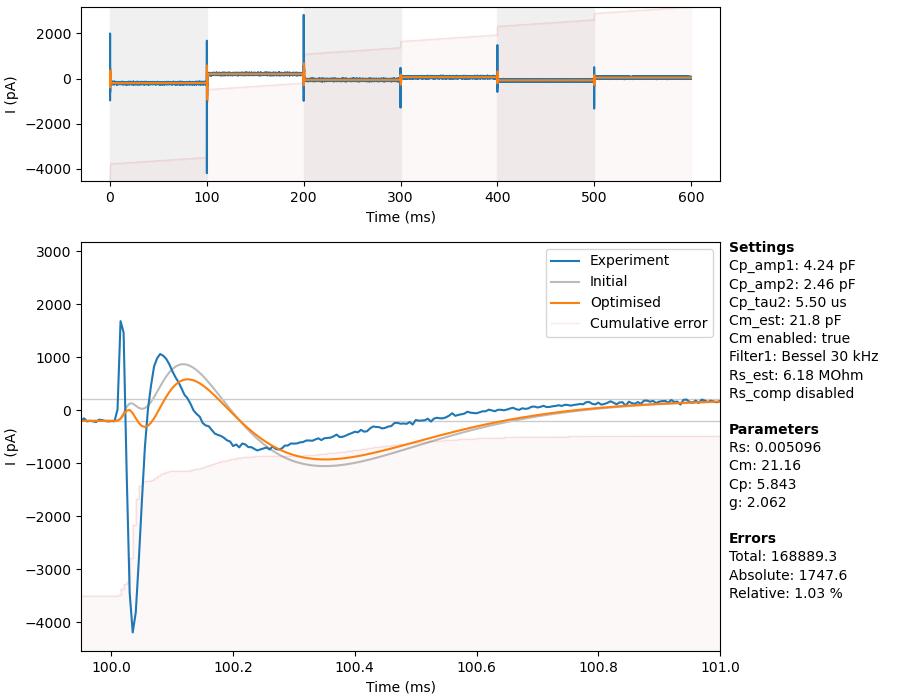 2000
0
−2000
−4000
I (pA)
0 100 200 300 400 500 600
Time (ms)
3000
2000
1000
0
−1000
−2000
−3000
−4000
I (pA)
Experiment
Initial
Optimised
Cumulative error
100.0 100.2 100.4 100.6 100.8 101.0
Time (ms)
Settings
Cp_amp1: 4.24 pF
Cp_amp2: 2.46 pF
Cp_tau2: 5.50 us
Cm_est: 21.8 pF
Cm enabled: true
Filter1: Bessel 30 kHz
Rs_est: 6.18 MOhm
Rs_comp disabled
Parameters
Rs: 0.005096
Cm: 21.16
Cp: 5.843
g: 2.062
Errors
Total: 168889.3
Absolute: 1747.6
Relative: 1.03 %